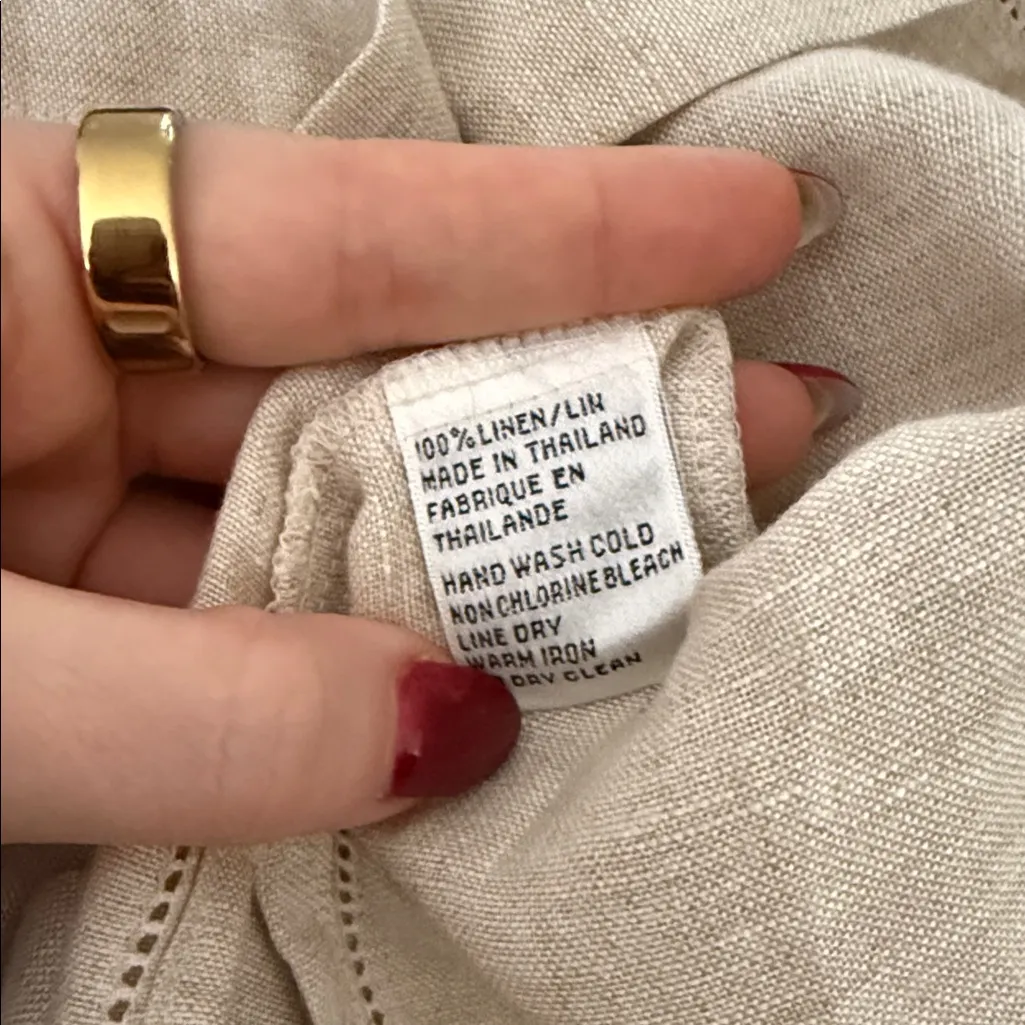 100% LINEN/LIN
MADE IN THAILAND
FABRIQUE EN
THAILANDE
HAND WASH COLD
NON CHLORINE BLEACH
LINE DRY
WARM IRON
DRY CLEAN